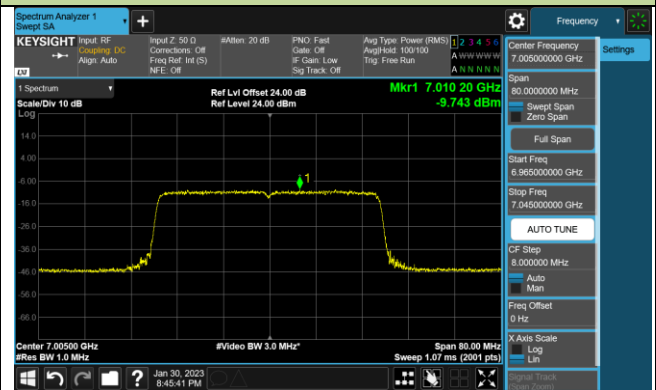 Spectrum Analyzer 1
Swept SA
+
Frequency
KEYSIGHT
Input: RF
Coupling: DC
Align: Auto
Input Z: 50 Ω
Corrections: Off
Freq Ref: Int (S)
NFE: Off
#Atten: 20 dB
PNO: Fast
Gate: Off
IF Gain: Low
Sig Track: Off
Avg Type: Power (RMS)
Avg|Hold: 100/100
Trig: Free Run
1 2 3 4 5 6
A W W W W W
A N N N N N
LXI
1 Spectrum
Scale/Div 10 dB
Log
Ref Lvl Offset 24.00 dB
Ref Level 24.00 dBm
Mkr1 7.010 20 GHz
-9.743 dBm
14.0
4.00
-6.00
-16.0
-26.0
-36.0
-46.0
-56.0
-66.0
1
Center 7.00500 GHz
#Res BW 1.0 MHz
#Video BW 3.0 MHz*
Span 80.00 MHz
Sweep 1.07 ms (2001 pts)
Center Frequency
7.005000000 GHz
Settings
Span
80.0000000 MHz
Swept Span
Zero Span
Full Span
Start Freq
6.965000000 GHz
Stop Freq
7.045000000 GHz
AUTO TUNE
CF Step
8.000000 MHz
Auto
Man
Freq Offset
0 Hz
X Axis Scale
Log
Lin
Signal Track
(Span Zoom)
?
Jan 30, 2023
8:45:41 PM